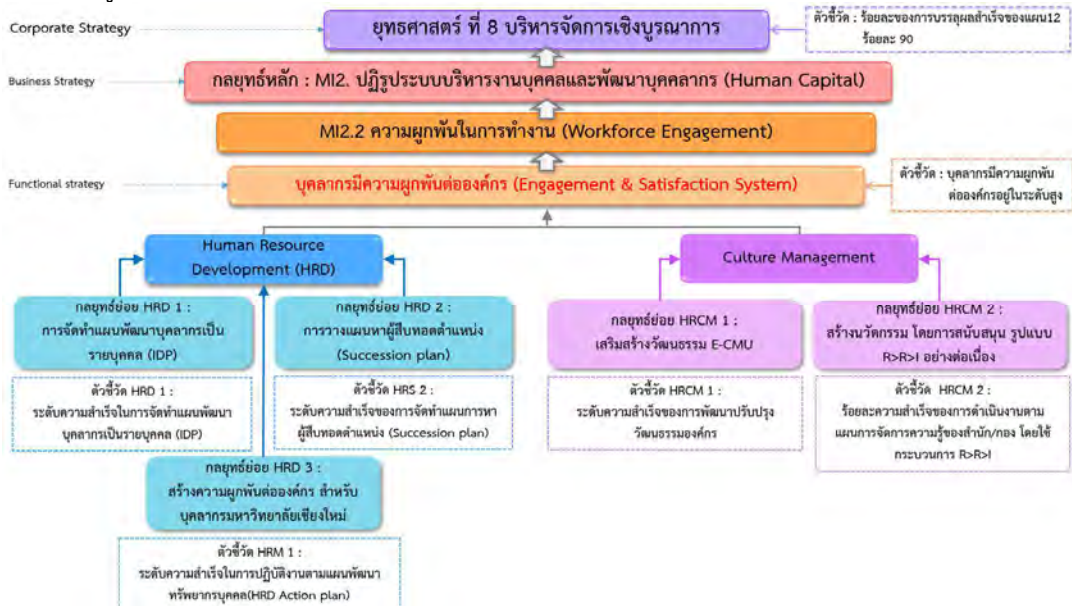 Corporate Strategy
ยุทธศาสตร์ ที่ 8 บริหารจัดการเชิงบูรณาการ
ตัวชี้วัด : ร้อยละของการบรรลุผลสำเร็จของแผน12
ร้อยละ 90
Business Strategy
กลยุทธ์หลัก : MI2. ปฏิรูประบบบริหารงานบุคคลและพัฒนาบุคคลากร (Human Capital)
MI2.2 ความผูกพันในการทำงาน (Workforce Engagement)
Functional strategy
บุคลากรมีความผูกพันต่อองค์กร (Engagement & Satisfaction System)
ตัวชี้วัด : บุคลากรมีความผูกพัน
ต่อองค์กรอยู่ในระดับสูง
Human Resource
Development (HRD)
Culture Management
กลยุทธ์ย่อย HRD 1 :
การจัดทำแผนพัฒนาบุคลากรเป็น
รายบุคคล (IDP)
กลยุทธ์ย่อย HRD 2 :
การวางแผนหาผู้สืบทอดตำแหน่ง
(Succession plan)
กลยุทธ์ย่อย HRCM 1 :
เสริมสร้างวัฒนธรรม E-CMU
กลยุทธ์ย่อย HRCM 2 :
สร้างนวัตกรรม โดยการสนับสนุน รูปแบบน
R>R>I อย่างต่อเนื่อง
ตัวชี้วัด HRD 1 :
ระดับความสำเร็จในการจัดทำแผนพัฒนา
บุคลากรเป็นรายบุคคล (IDP)
ตัวชี้วัด HRS 2 :
ระดับความสำเร็จของการจัดทำแผนการหา
ผู้สืบทอดตำแหน่ง (Succession plan)
ตัวชี้วัด HRCM 1 :
ระดับความสำเร็จของการพัฒนาปรับปรุง
วัฒนธรรมองค์กร
ตัวชี้วัด HRCM 2 :
ร้อยละความสำเร็จของการดำเนินงานตาม
แผนการจัดการความรู้ของสำนัก/กอง โดยใช้
กระบวนการ R>R>I
กลยุทธ์ย่อย HRD 3 :
สร้างความผูกพันต่อองค์กร สำหรับ
บุคลากรมหาวิทยาลัยเชียงใหม่
ตัวชี้วัด HRM 1 :
ระดับความสำเร็จในการปฏิบัติงานตามแผนพัฒนา
ทรัพยากรบุคคล(HRD Action plan)